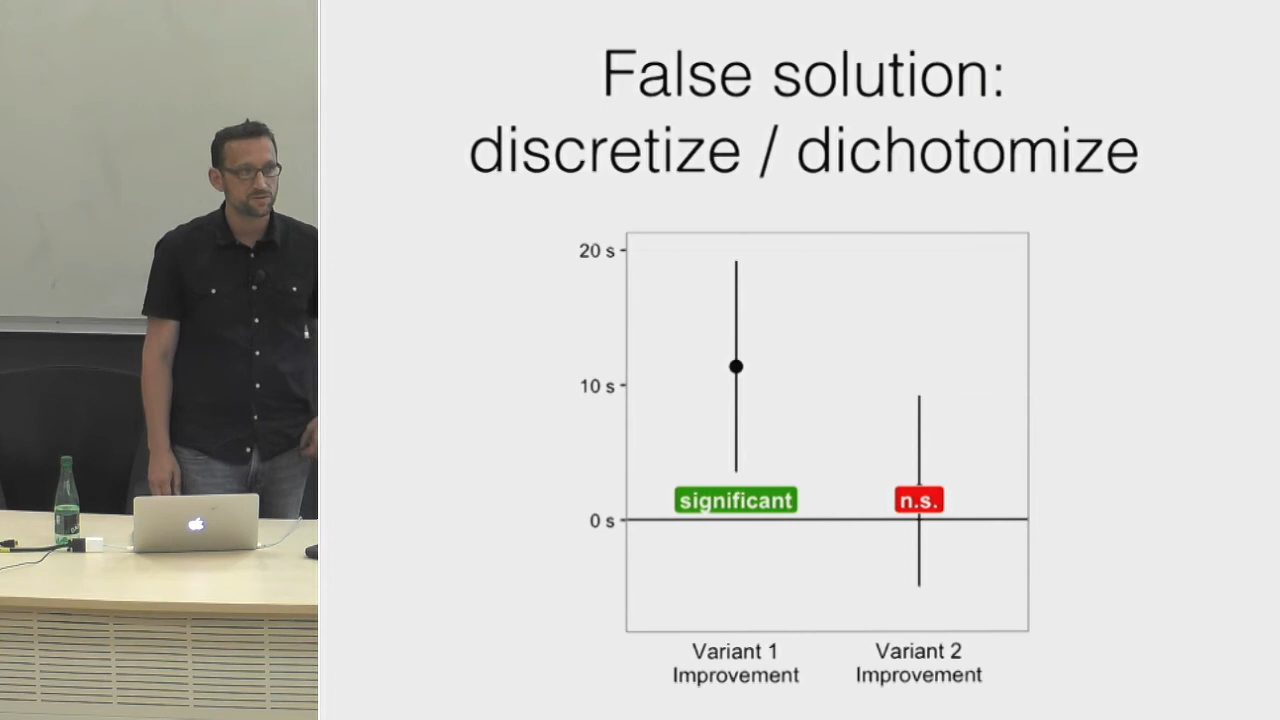 False solution:
discretize / dichotomize
20 s
10 s
0 s
significant
n.s.
Variant 1
Improvement
Variant 2
Improvement